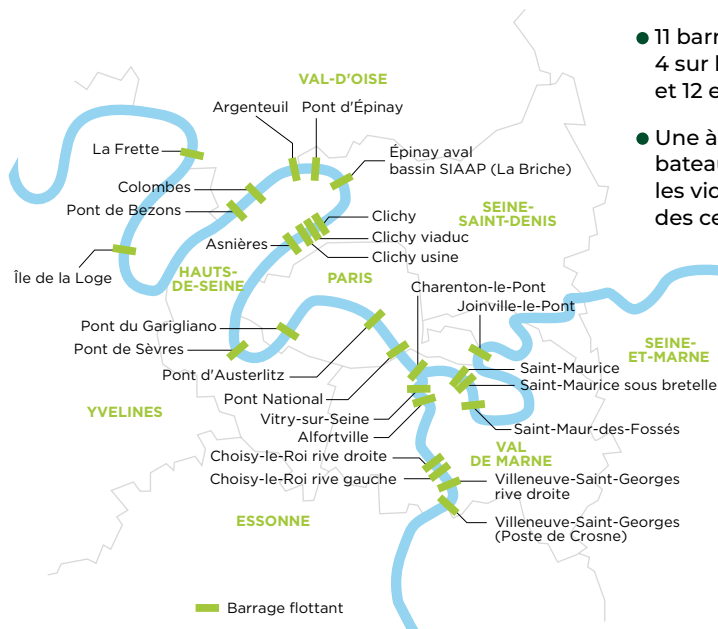 ● 11 barr
4 sur l
et 12 e
● Une à
bateau
les vic
des ce
VAL-D'OISE
Argenteuil
Pont d'Épinay
La Frette
Épinay aval
bassin SIAAP (La Briche)
Colombes
Pont de Bezons
SEINE-
SAINT-DENIS
Clichy
Clichy viaduc
Clichy usine
Asnières
Île de la Loge
HAUTS-
DE-SEINE
PARIS
Charenton-le-Pont
Joinville-le-Pont
Pont du Garigliano
Pont de Sèvres
SEINE-
ET-MARNE
Pont d'Austerlitz
Saint-Maurice
Saint-Maurice sous bretelle
Pont National
YVELINES
Vitry-sur-Seine
Alfortville
Saint-Maur-des-Fossés
VAL
DE MARNE
Choisy-le-Roi rive droite
Choisy-le-Roi rive gauche
Villeneuve-Saint-Georges
rive droite
ESSONNE
Villeneuve-Saint-Georges
(Poste de Crosne)
Barrage flottant